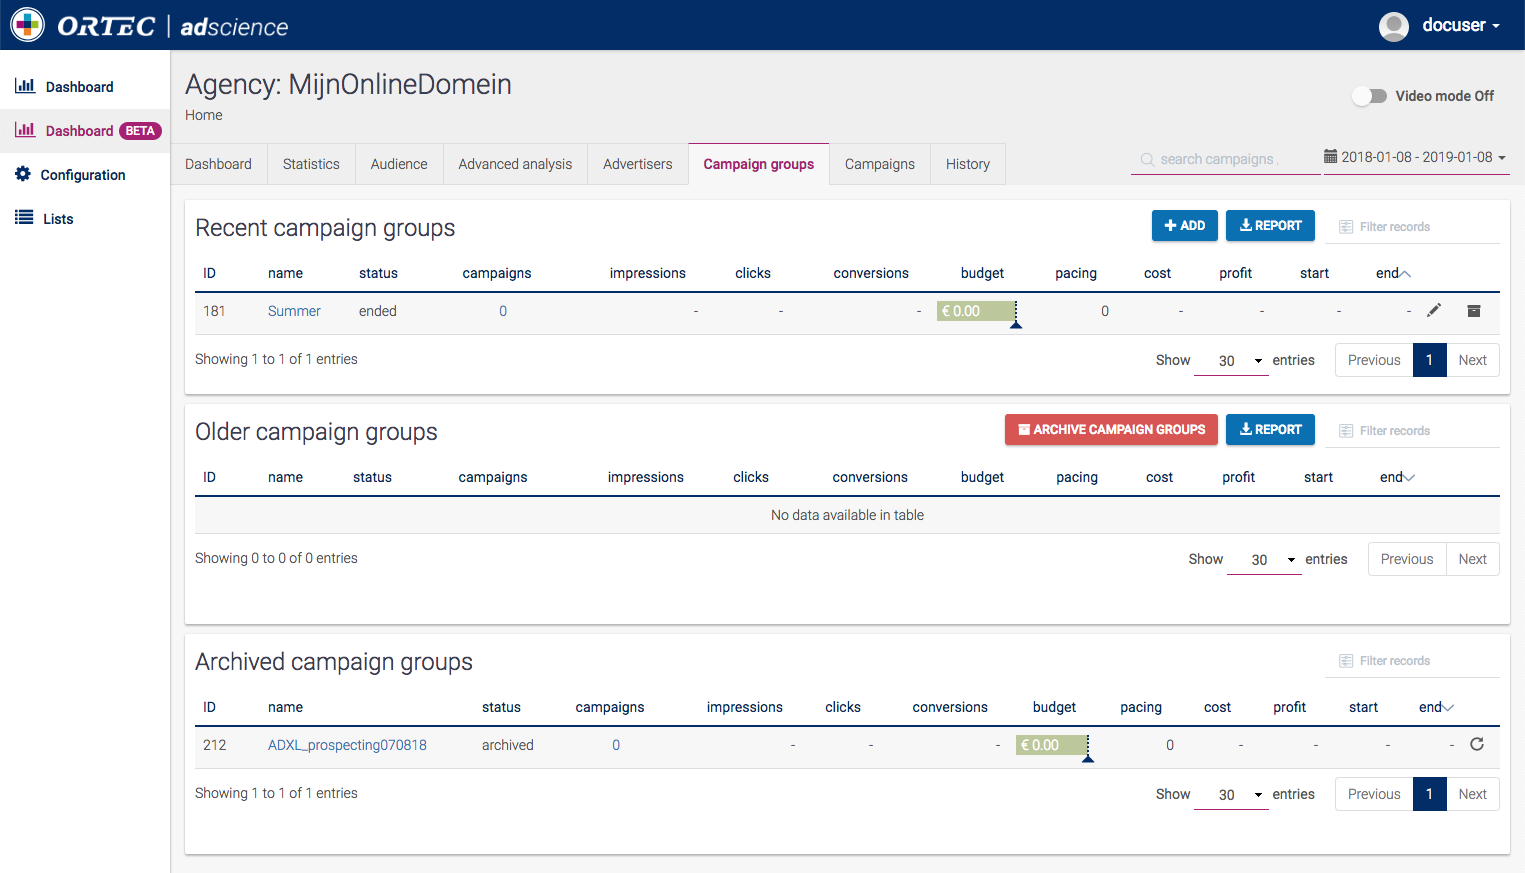 ORTEC | adscience
docuser
Dashboard
Dashboard BETA
Configuration
Lists
Agency: MijnOnlineDomein
Home
Video mode Off
Dashboard Statistics Audience Advanced analysis Advertisers Campaign groups Campaigns History
search campaigns . 2018-01-08 - 2019-01-08
Recent campaign groups
ADD REPORT Filter records
ID name status campaigns impressions clicks conversions budget pacing cost profit start end
181 Summer ended 0 - - - € 0.00 0 - - - -
Showing 1 to 1 of 1 entries
Show 30 entries Previous 1 Next
Older campaign groups
ARCHIVE CAMPAIGN GROUPS REPORT Filter records
ID name status campaigns impressions clicks conversions budget pacing cost profit start end
No data available in table
Showing 0 to 0 of 0 entries
Show 30 entries Previous Next
Archived campaign groups
Filter records
ID name status campaigns impressions clicks conversions budget pacing cost profit start end
212 ADXL_prospecting070818 archived 0 - - - € 0.00 0 - - - -
Showing 1 to 1 of 1 entries
Show 30 entries Previous 1 Next